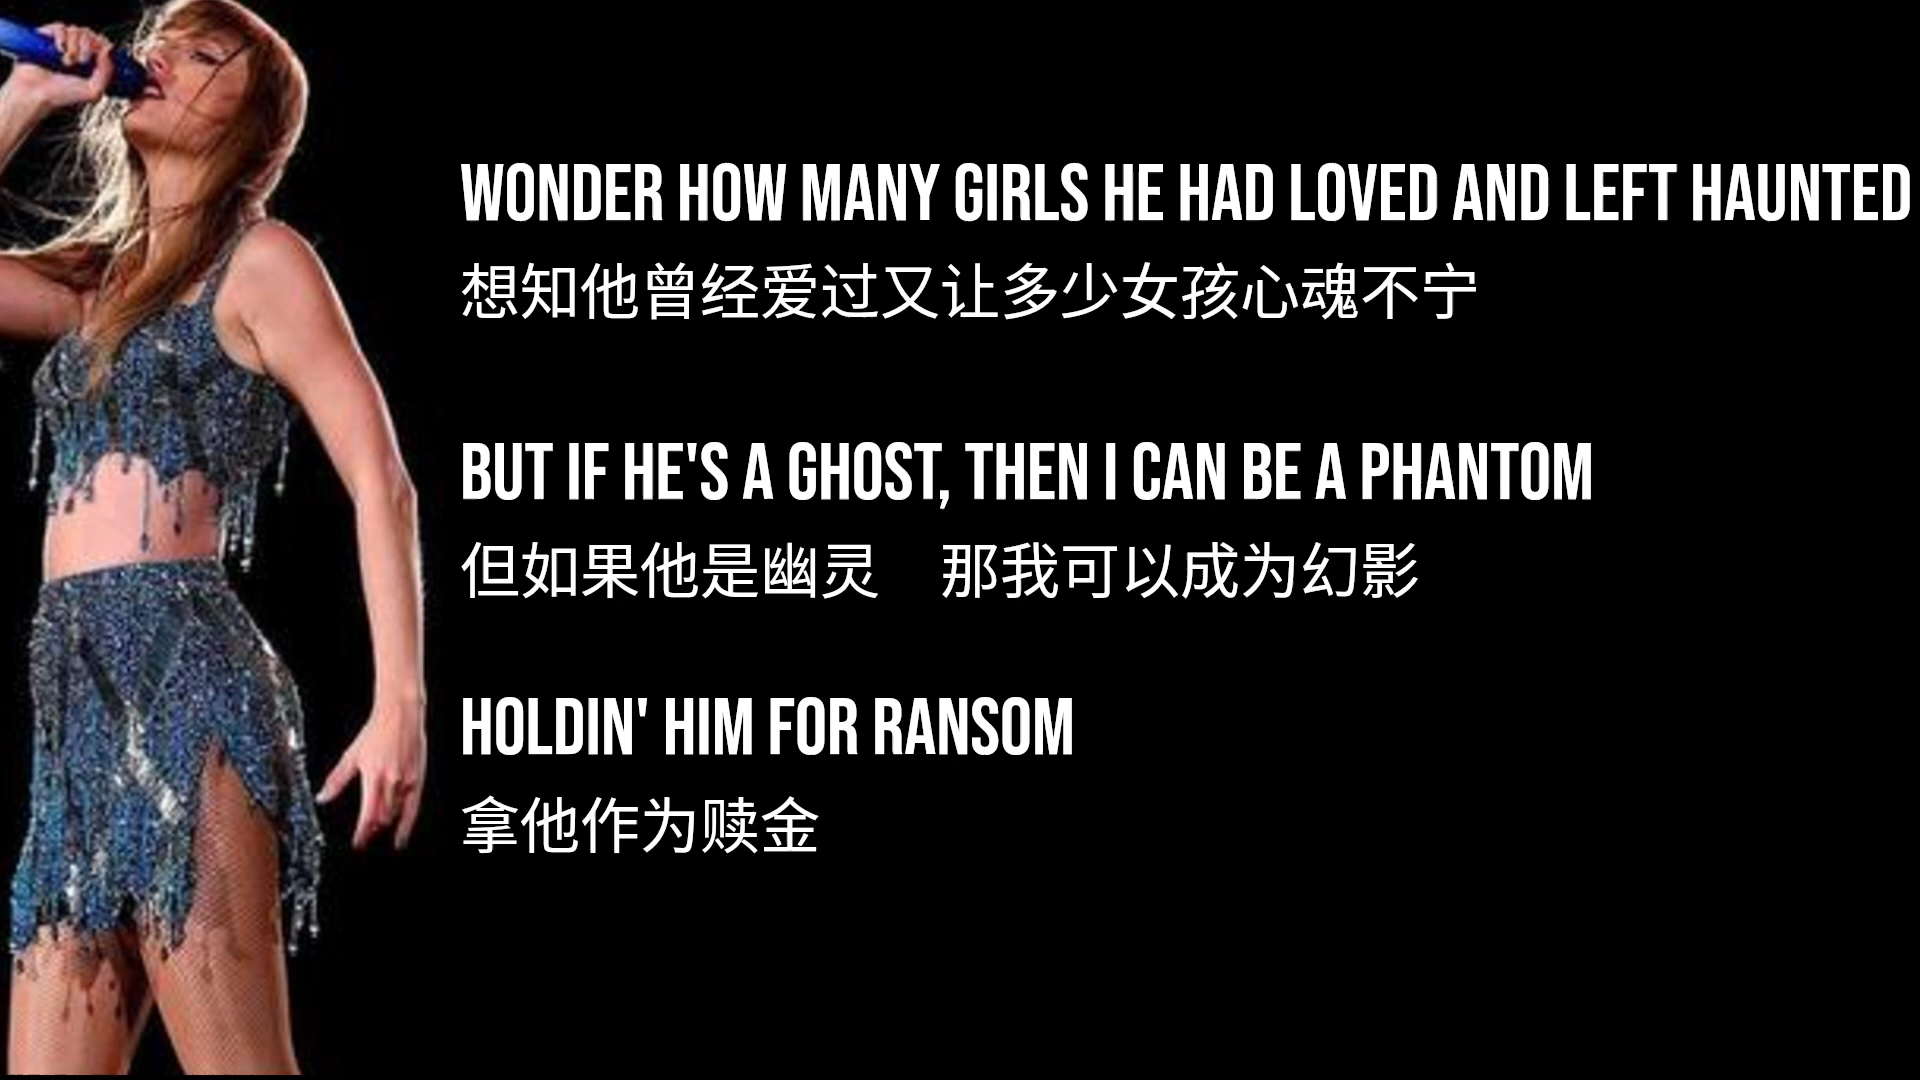 WONDER HOW MANY GIRLS HE HAD LOVED AND LEFT HAUNTED
想知他曾经爱过又让多少女孩心魂不宁
BUT IF HE'S A GHOST, THEN I CAN BE A PHANTOM
但如果他是幽灵　那我可以成为幻影
HOLDIN' HIM FOR RANSOM
拿他作为赎金